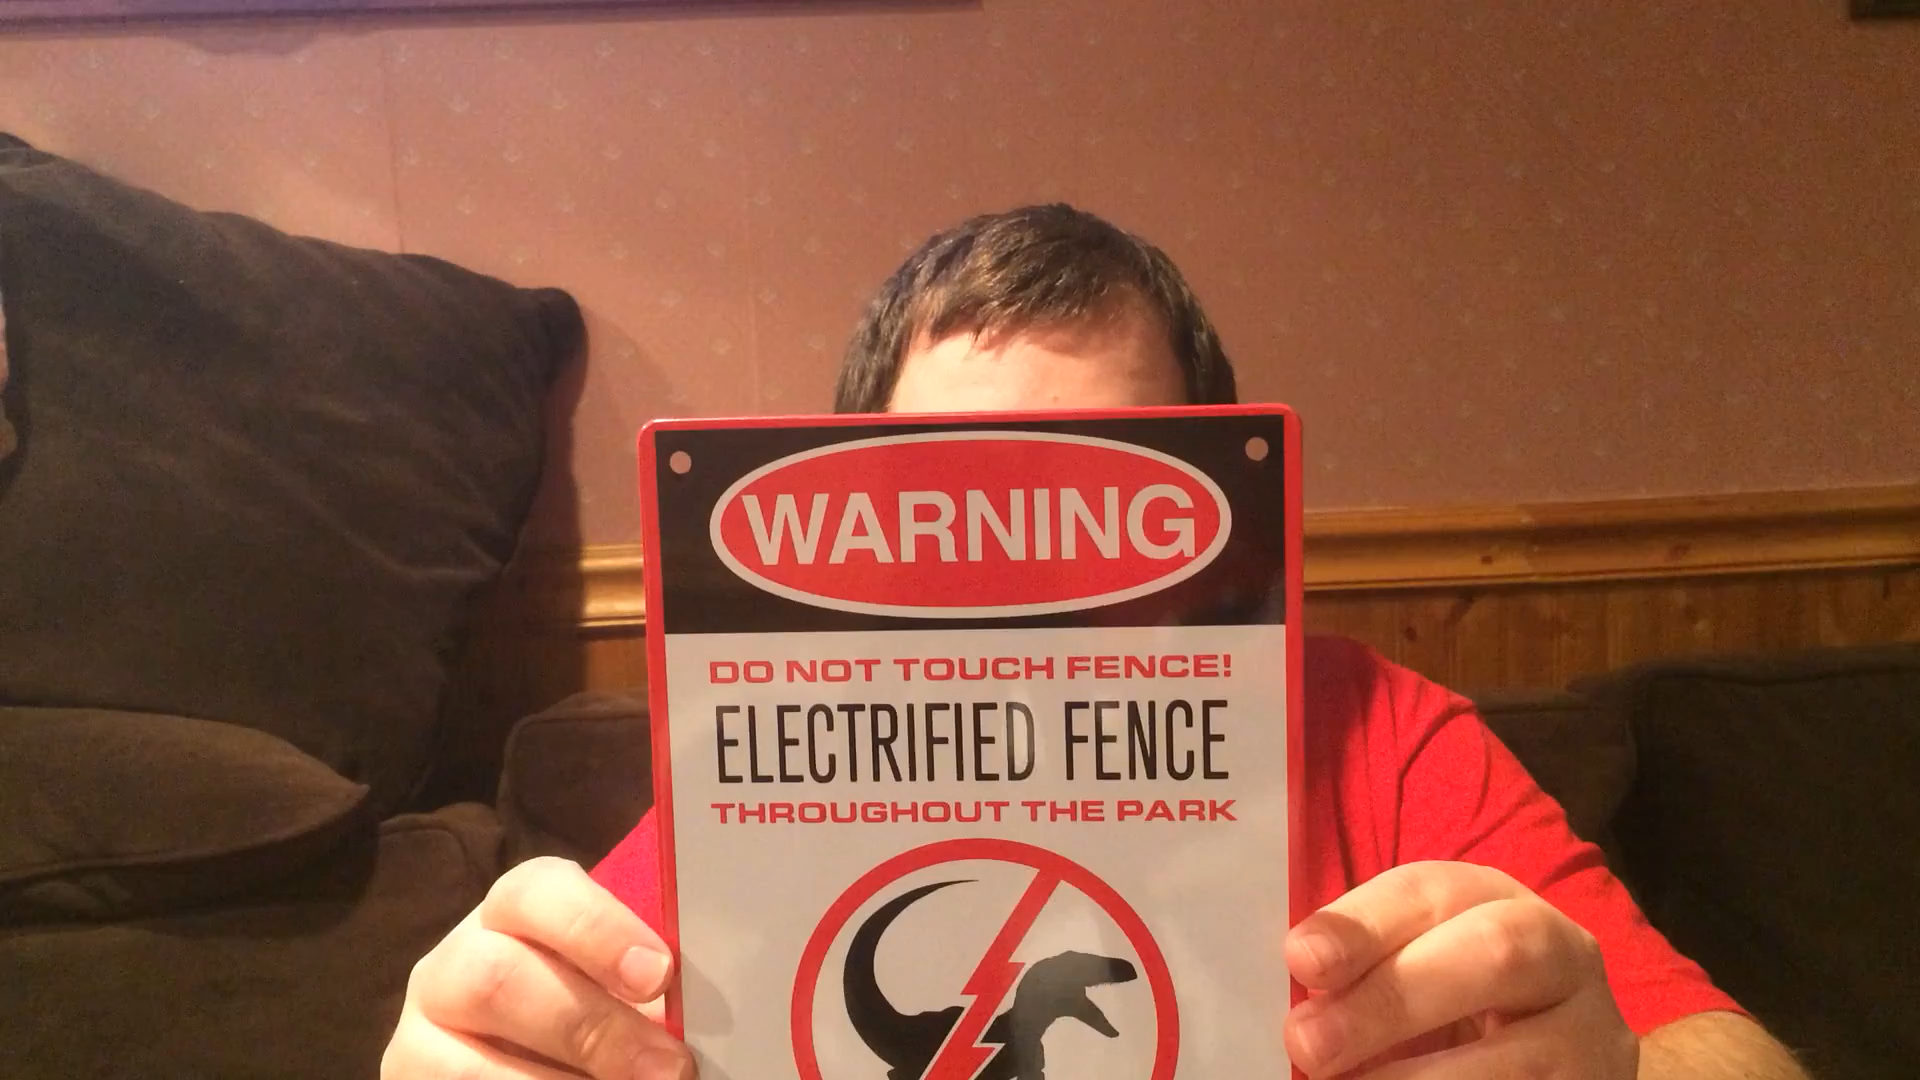 WARNING
DO NOT TOUCH FENCE!
ELECTRIFIED FENCE
THROUGHOUT THE PARK